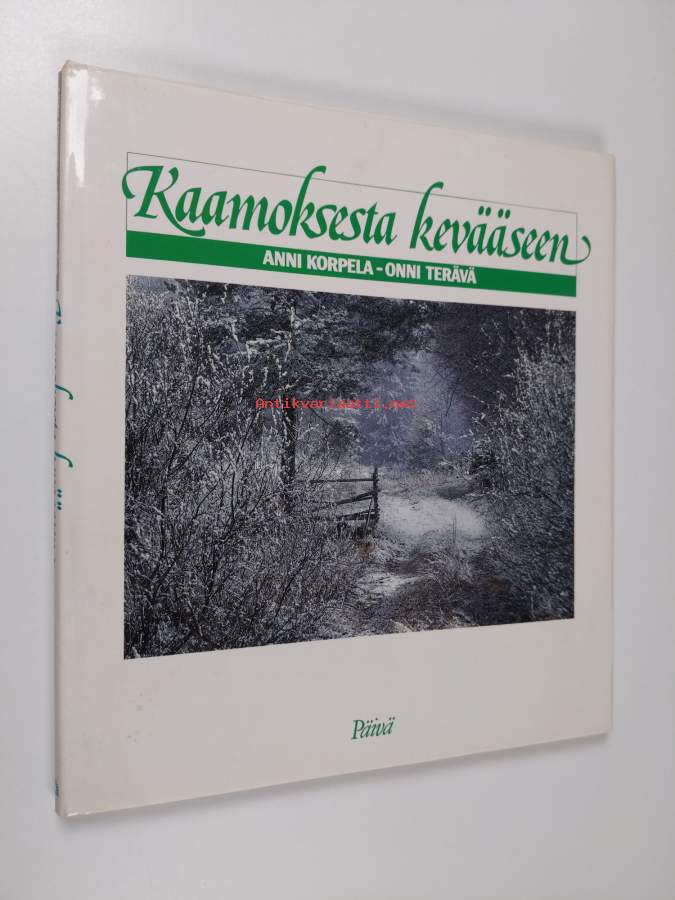 Kaamoksesta kevääseen
ANNI KORPELA - ONNI TERÄVÄ
Antikvariaatti.net
Päivä